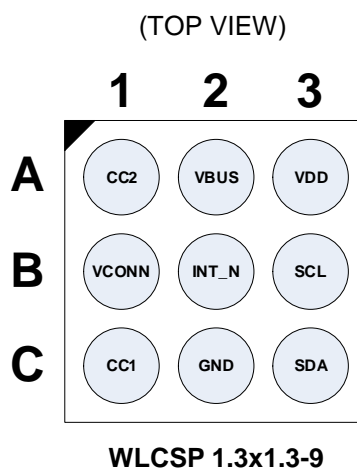 (TOP VIEW)
1 2 3
A CC2 VBUS VDD
B VCONN INT_N SCL
C CC1 GND SDA
WLCSP 1.3x1.3-9